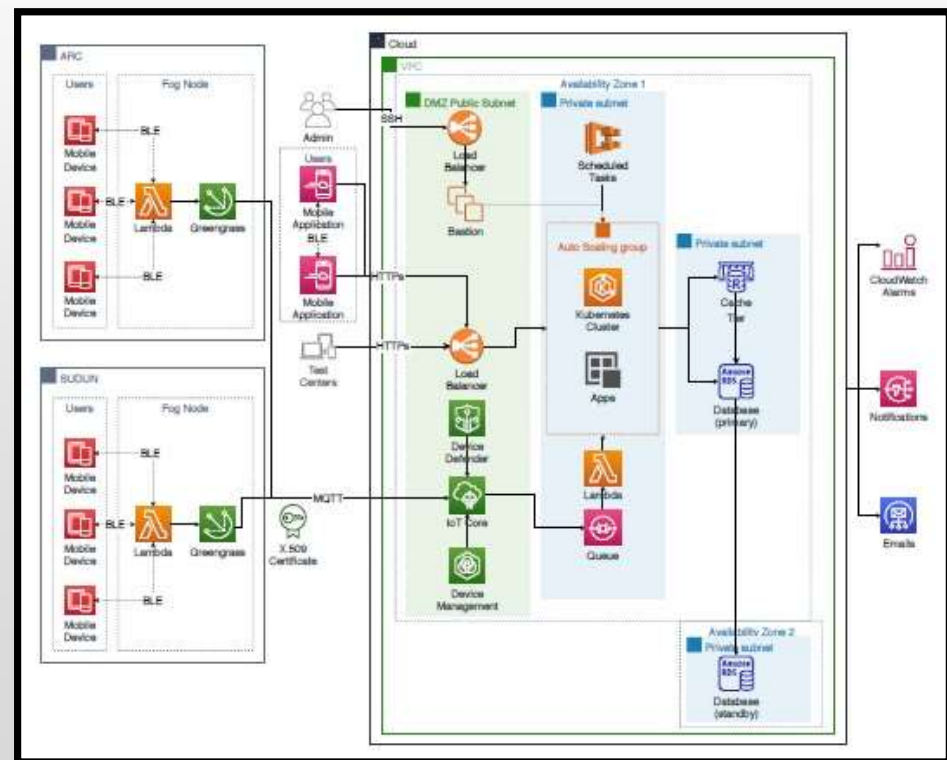 ARC
Users
Fog Node
BLE
Mobile
Device
BLE
Mobile
Device
Lambda
Greengrass
BLE
Mobile
Device
SUDUN
Users
Fog Node
BLE
Mobile
Device
BLE
Mobile
Device
Lambda
Greengrass
BLE
Mobile
Device
Admin
SSH
Users
Mobile
Application
BLE
Mobile
Application
HTTPs
Test
Centers
HTTPs
MQTT
X.509
Certificate
Cloud
VPC
Availability Zone 1
DMZ Public Subnet
Load
Balancer
Bastion
Load
Balancer
Device
Defender
IoT Core
Device
Management
Private subnet
Scheduled
Tasks
Auto Scaling group
Kubernetes
Cluster
Apps
Lambda
Queue
Private subnet
Cache
Tier
Amazon
RDS
Database
(primary)
Availability Zone 2
Private subnet
Amazon
RDS
Database
(standby)
CloudWatch
Alarms
Notifications
Emails